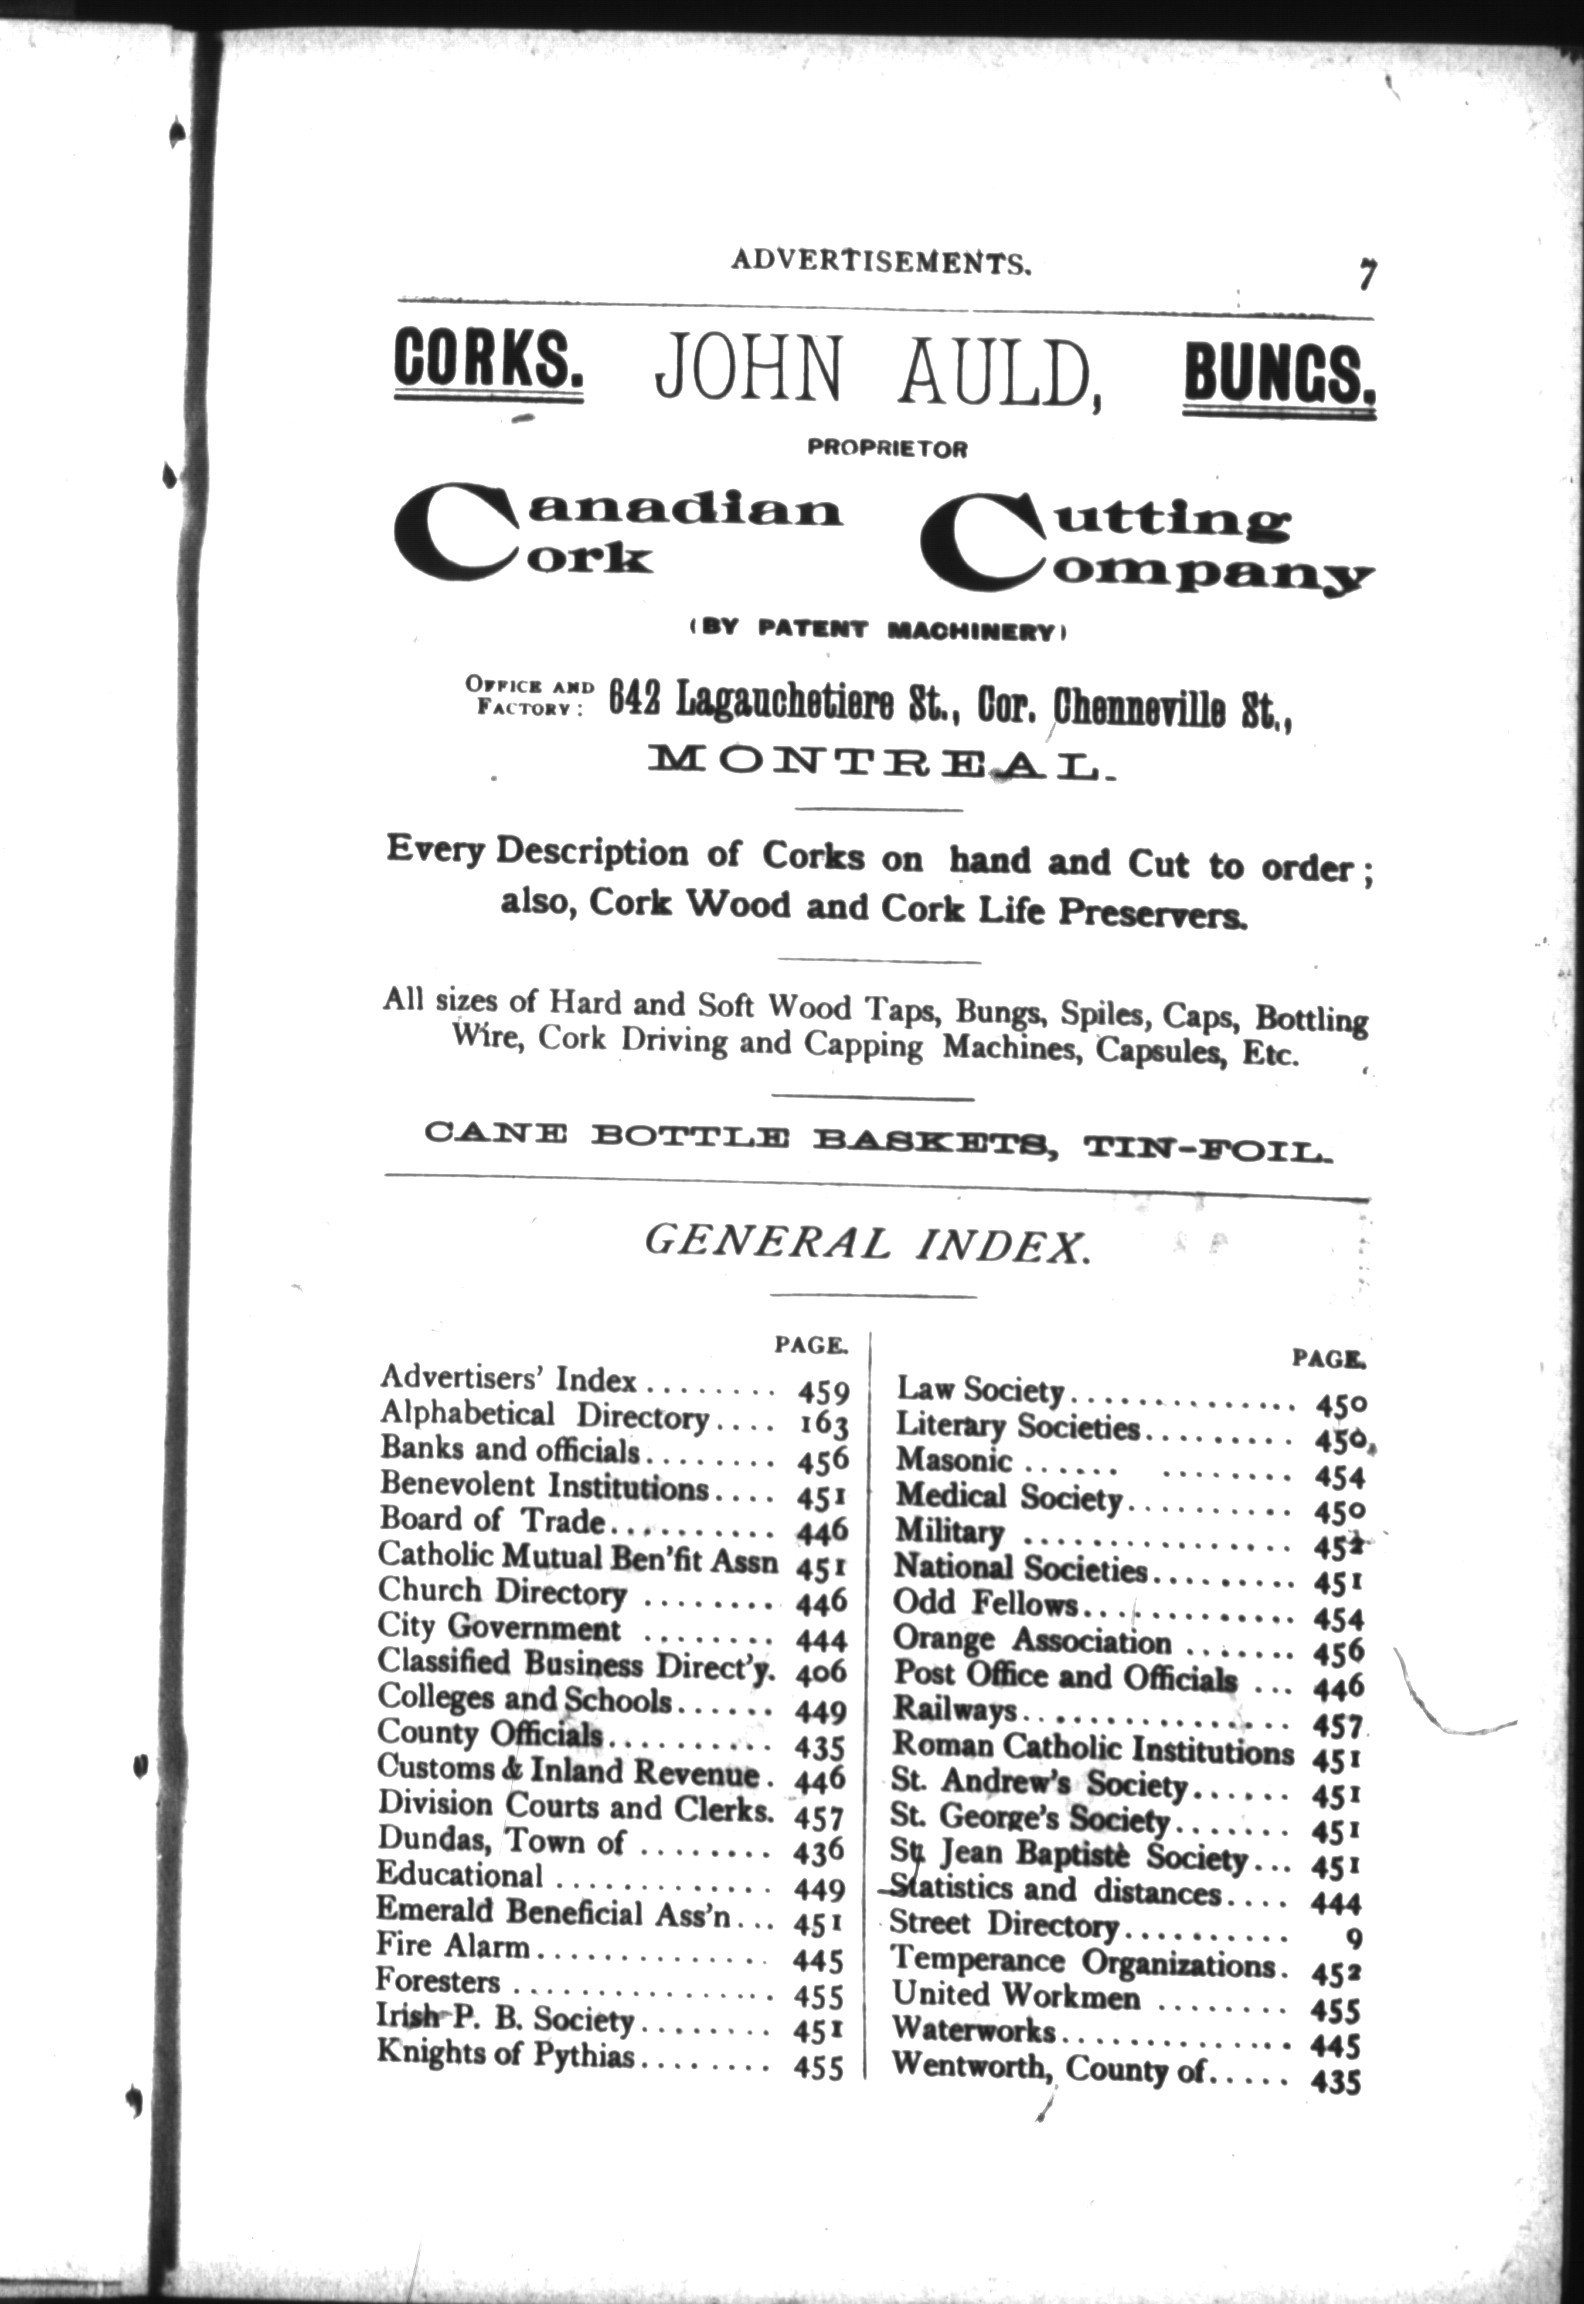 ADVERTISEMENTS. 7
CORKS. JOHN AULD, BUNGS.
PROPRIETOR
Canadian Cutting
Cork Company
(BY PATENT MACHINERY)
OFFICE AND FACTORY: 642 Lagauchetiere St., Cor. Chenneville St.,
MONTREAL.
Every Description of Corks on hand and Cut to order;
also, Cork Wood and Cork Life Preservers.
All sizes of Hard and Soft Wood Taps, Bungs, Spiles, Caps, Bottling
Wire, Cork Driving and Capping Machines, Capsules, Etc.
CANE BOTTLE BASKETS, TIN-FOIL.
GENERAL INDEX.
PAGE.
Advertisers' Index........ 459
Alphabetical Directory.... 163
Banks and officials........ 456
Benevolent Institutions.... 451
Board of Trade.......... 446
Catholic Mutual Ben'fit Assn 451
Church Directory ........ 446
City Government ........ 444
Classified Business Direct'y. 406
Colleges and Schools...... 449
County Officials.......... 435
Customs & Inland Revenue. 446
Division Courts and Clerks. 457
Dundas, Town of ........ 436
Educational ............. 449
Emerald Beneficial Ass'n... 451
Fire Alarm.............. 445
Foresters ................ 455
Irish P. B. Society........ 451
Knights of Pythias........ 455
PAGE.
Law Society.............. 450
Literary Societies......... 450
Masonic ...... ........ 454
Medical Society.......... 450
Military ................ 452
National Societies......... 451
Odd Fellows............. 454
Orange Association ....... 456
Post Office and Officials ... 446
Railways................ 457
Roman Catholic Institutions 451
St. Andrew's Society...... 451
St. George's Society....... 451
St. Jean Baptiste Society... 451
Statistics and distances.... 444
Street Directory.......... 9
Temperance Organizations. 452
United Workmen ........ 455
Waterworks.............. 445
Wentworth, County of..... 435